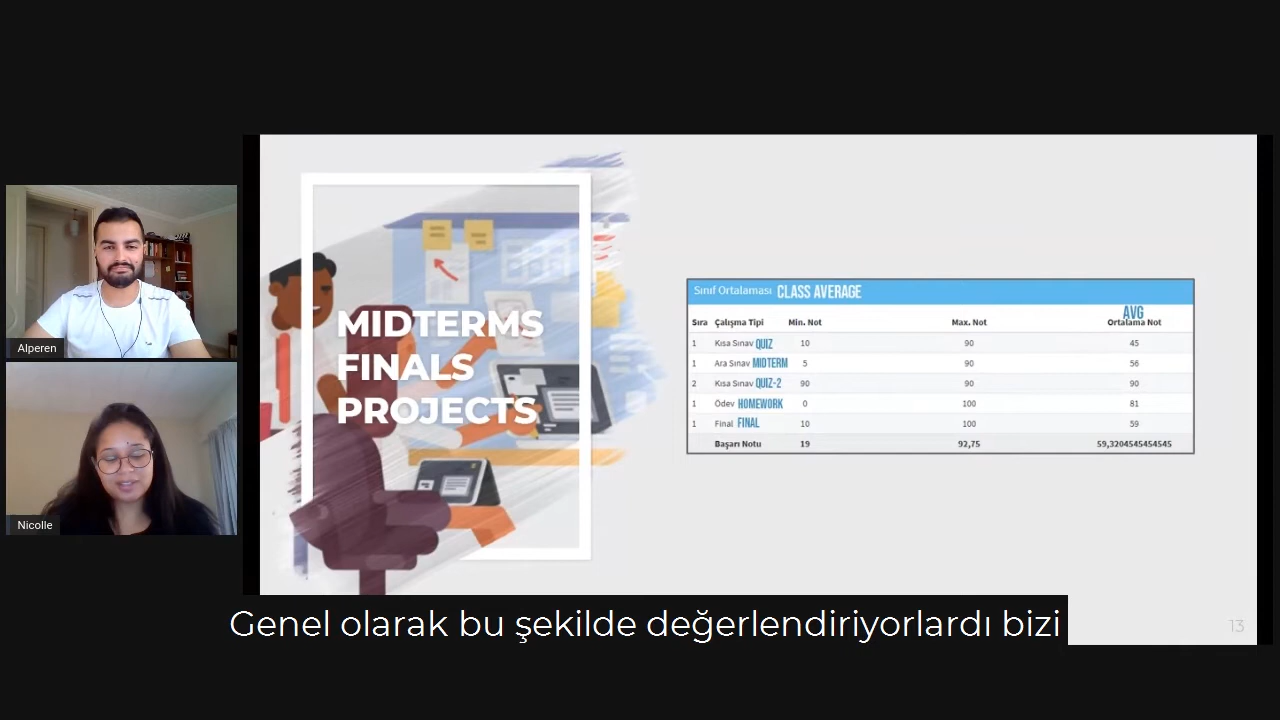 Alperen
Nicolle
MIDTERMS
FINALS
PROJECTS
Sınıf Ortalaması CLASS AVERAGE
AVG
Sıra Çalışma Tipi Min. Not Max. Not Ortalama Not
1 Kısa Sınav QUIZ 10 90 45
1 Ara Sınav MIDTERM 5 90 56
2 Kısa Sınav QUIZ-2 90 90 90
1 Ödev HOMEWORK 0 100 81
1 Final FINAL 10 100 59
Başarı Notu 19 92,75 59,3204545454545
Genel olarak bu şekilde değerlendiriyorlardı bizi
13